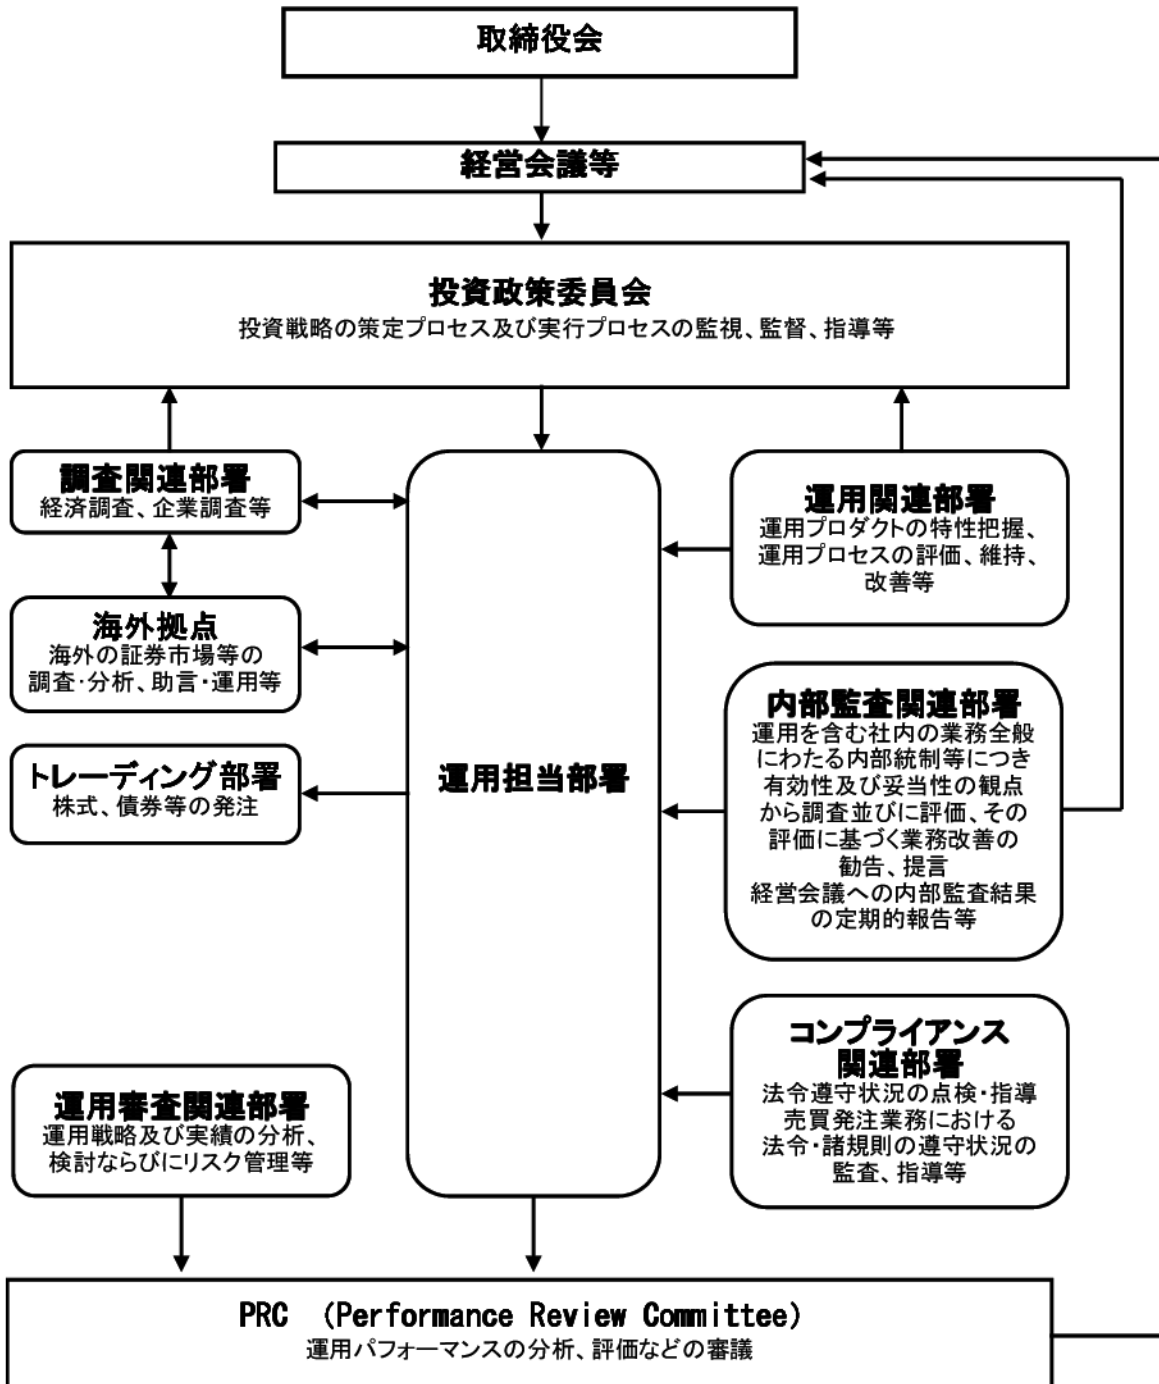 取締役会
経営会議等
投資政策委員会
投資戦略の策定プロセス及び実行プロセスの監視、監督、指導等
調査関連部署
経済調査、企業調査等
海外拠点
海外の証券市場等の
調査・分析、助言・運用等
トレーディング部署
株式、債券等の発注
運用審査関連部署
運用戦略及び実績の分析、
検討ならびにリスク管理等
運用担当部署
運用関連部署
運用プロダクトの特性把握、
運用プロセスの評価、維持、
改善等
内部監査関連部署
運用を含む社内の業務全般
にわたる内部統制等につき
有効性及び妥当性の観点
から調査並びに評価、その
評価に基づく業務改善の
勧告、提言
経営会議への内部監査結果
の定期的報告等
コンプライアンス
関連部署
法令遵守状況の点検・指導
売買発注業務における
法令・諸規則の遵守状況の
監査、指導等
PRC (Performance Review Committee)
運用パフォーマンスの分析、評価などの審議